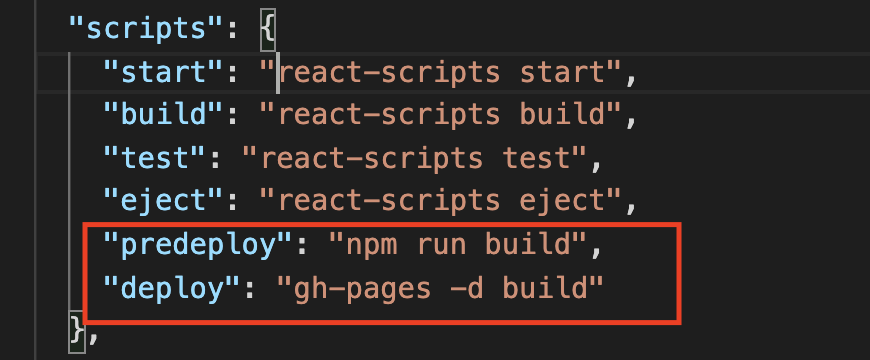 "scripts": {
"start": "react-scripts start",
"build": "react-scripts build",
"test": "react-scripts test",
"eject": "react-scripts eject",
"predeploy": "npm run build",
"deploy": "gh-pages -d build"
},